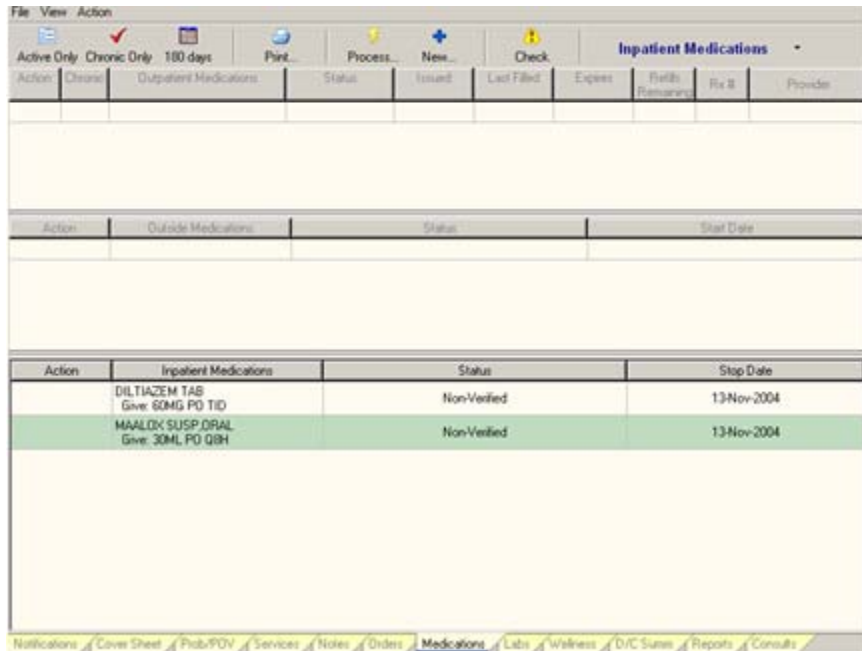 File View Action
Active Only Chronic Only 180 days Print... Process... New... Check Inpatient Medications
Action Chronic Outpatient Medications Status Issued Last Filled Expires Refills Remaining Rx # Provider
Action Outside Medications Status Start Date
Action Inpatient Medications Status Stop Date
DILTIAZEM TAB
Give: 60MG PO TID Non-Verified 13-Nov-2004
MAALOX SUSP,ORAL
Give: 30ML PO Q8H Non-Verified 13-Nov-2004
Notifications Cover Sheet Prob/POV Services Notes Orders Medications Labs Wellness D/C Summ Reports Consults